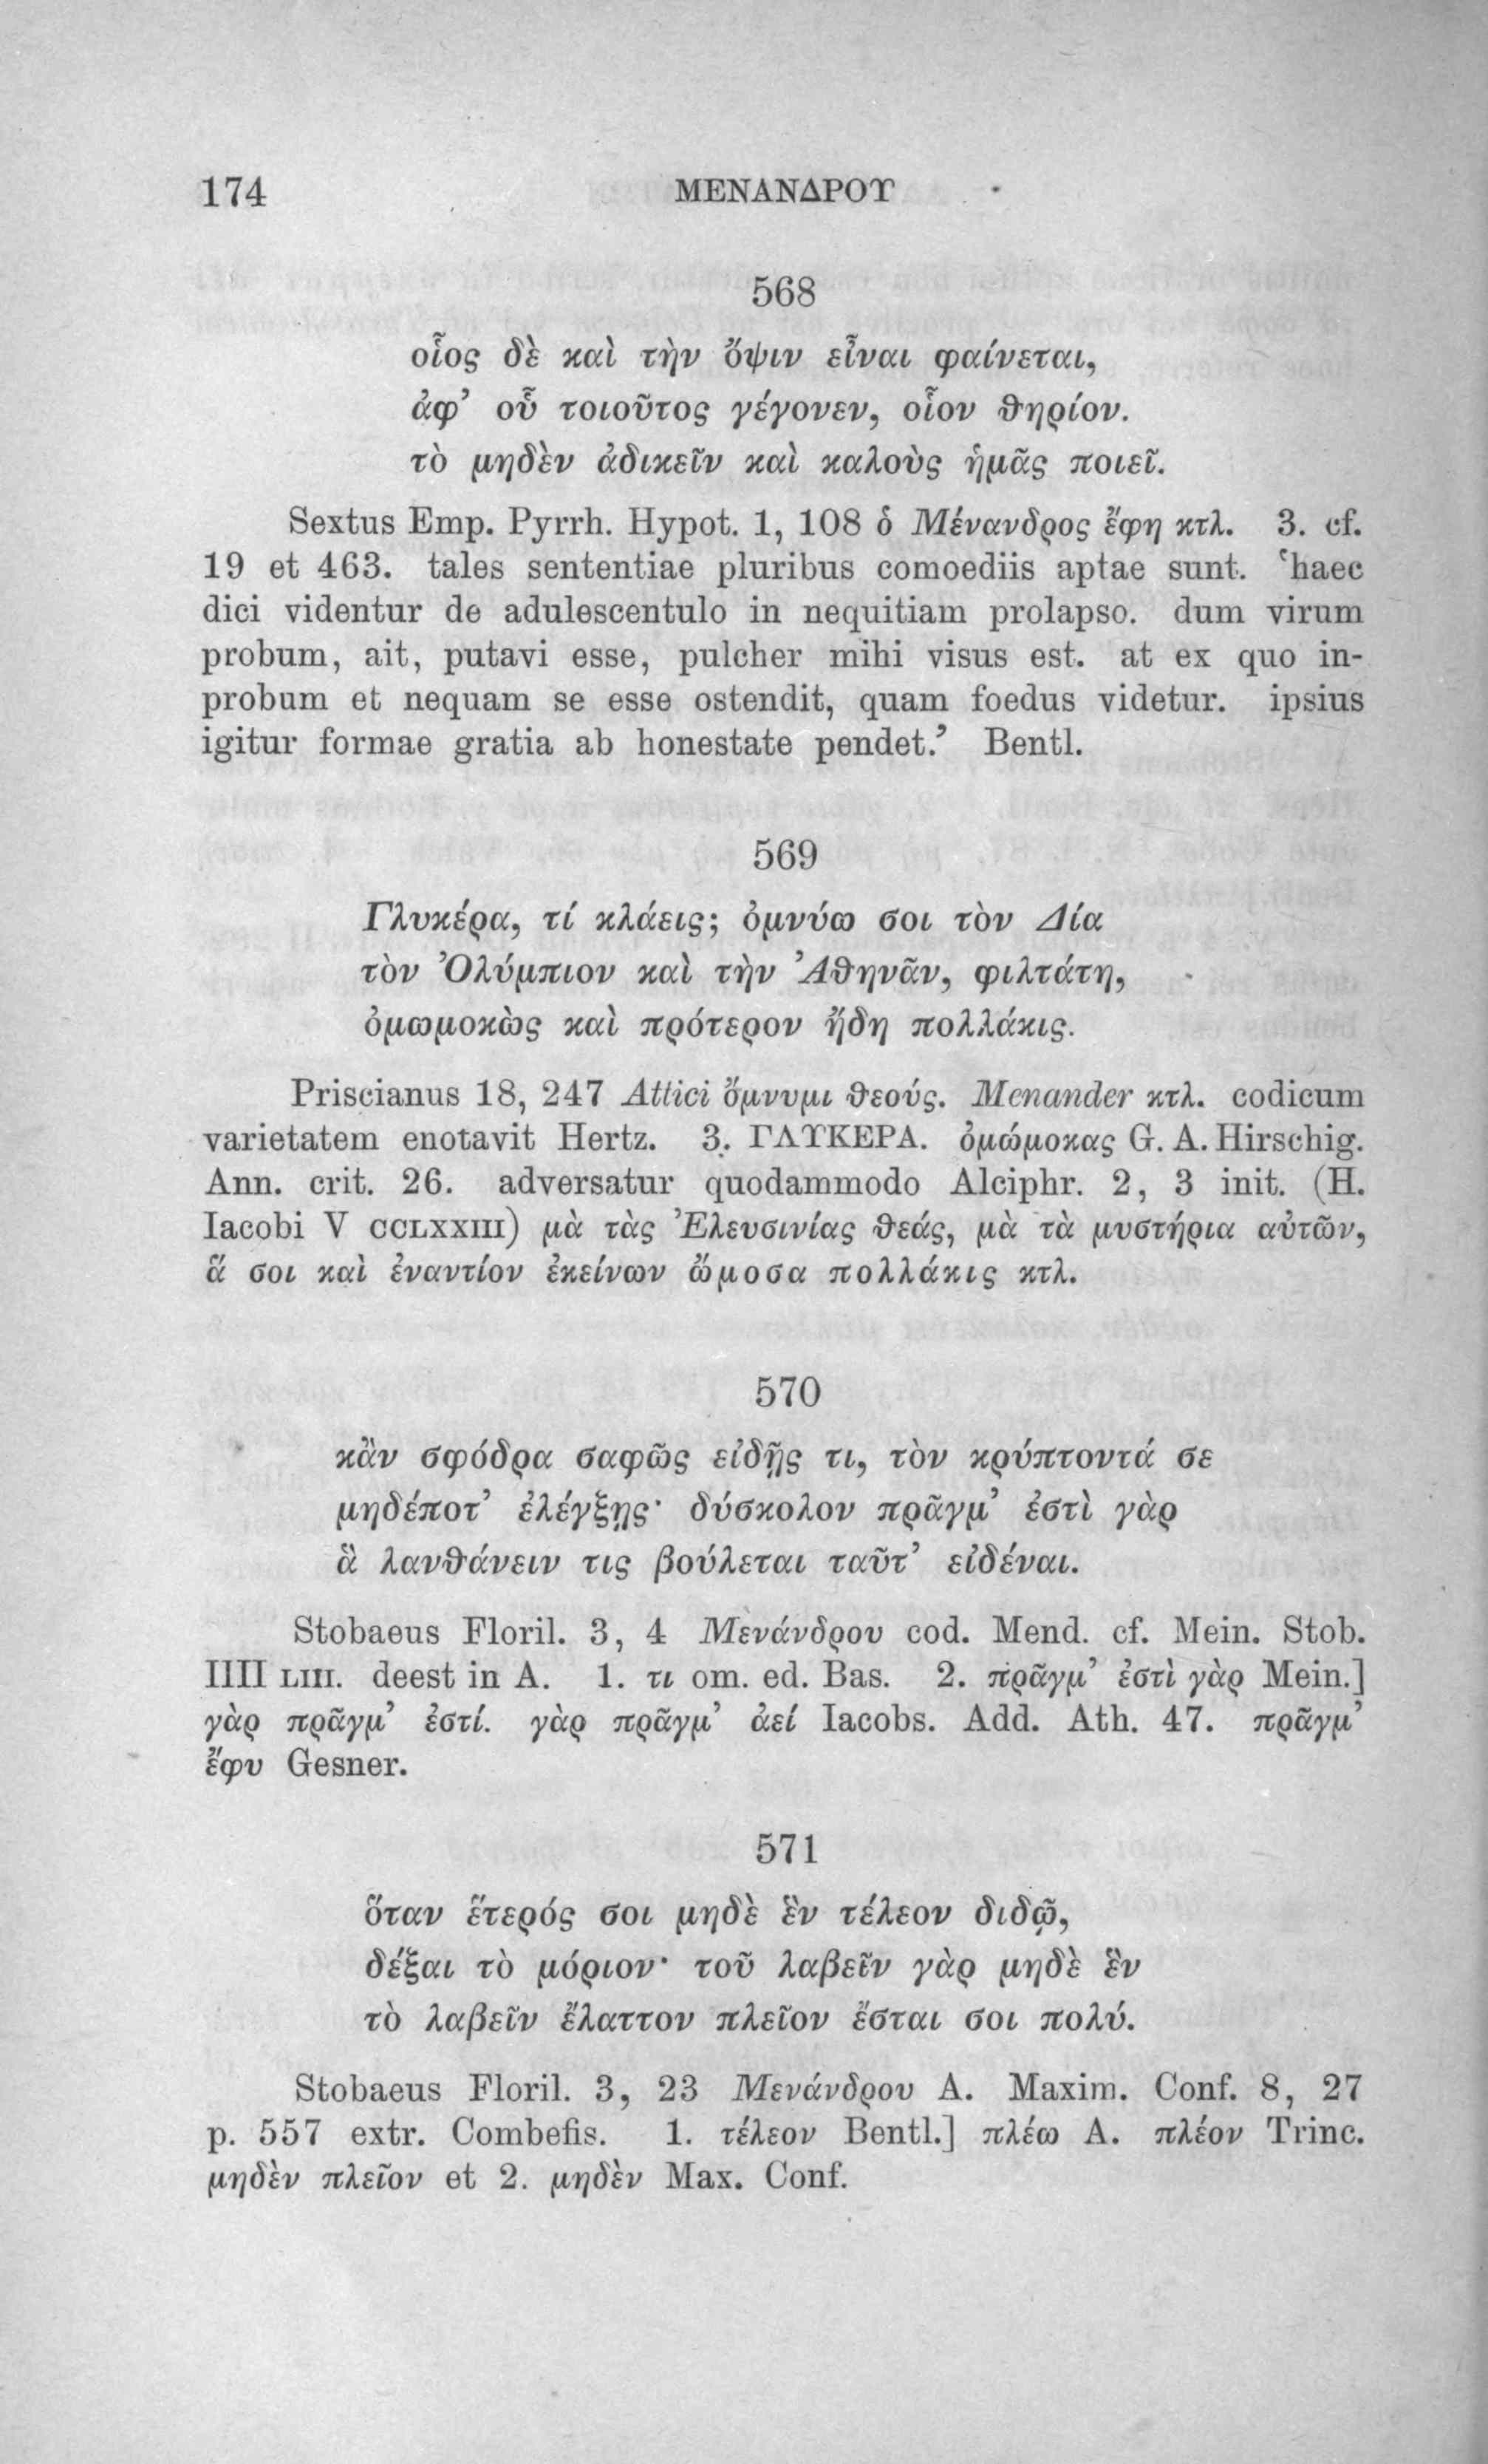 174 ΜΕΝΑΝΔΡΟΥ
568
οἷος δὲ καὶ τὴν ὄψιν εἶναι φαίνεται,
ἀφ’ οὗ τοιοῦτος γέγονεν, οἷον θηρίον.
τὸ μηδὲν ἀδικεῖν καὶ καλοὺς ἡμᾶς ποιεῖ.
Sextus Emp. Pyrrh. Hypot. 1, 108 ὁ Μένανδρος ἔφη κτλ. 3. cf.
19 et 463. tales sententiae pluribus comoediis aptae sunt. ‘haec
dici videntur de adulescentulo in nequitiam prolapso. dum virum
probum, ait, putavi esse, pulcher mihi visus est. at ex quo in-
probum et nequam se esse ostendit, quam foedus videtur. ipsius
igitur formae gratia ab honestate pendet.’ Bentl.
569
Γλυκέρα, τί κλάεις; ὀμνύω σοι τὸν Δία
τὸν Ὀλύμπιον καὶ τὴν Ἀθηνᾶν, φιλτάτη,
ὀμωμοκὼς καὶ πρότερον ἤδη πολλάκις.
Priscianus 18, 247 Attici ὄμνυμι θεούς. Menander κτλ. codicum
varietatem enotavit Hertz. 3. ΓΛΥΚΕΡΑ. ὀμώμοκας G. A. Hirschig.
Ann. crit. 26. adversatur quodammodo Alciphr. 2, 3 init. (H.
Iacobi V CCLXXIII) μὰ τὰς Ἐλευσινίας θεάς, μὰ τὰ μυστήρια αὐτῶν,
ἅ σοι καὶ ἐναντίον ἐκείνων ὤμοσα πολλάκις κτλ.
570
κἂν σφόδρα σαφῶς εἰδῇς τι, τὸν κρύπτοντά σε
μηδέποτ’ ἐλέγξῃς· δύσκολον πρᾶγμ’ ἐστὶ γὰρ
ἃ λανθάνειν τις βούλεται ταῦτ’ εἰδέναι.
Stobaeus Floril. 3, 4 Μενάνδρου cod. Mend. cf. Mein. Stob.
IIII LIII. deest in A. 1. τι om. ed. Bas. 2. πρᾶγμ’ ἐστὶ γὰρ Mein.]
γὰρ πρᾶγμ’ ἐστί. γὰρ πρᾶγμ’ ἀεί Iacobs. Add. Ath. 47. πρᾶγμ’
ἔφυ Gesner.
571
ὅταν ἕτερός σοι μηδὲ ἓν τέλεον διδῷ,
δέξαι τὸ μόριον· τοῦ λαβεῖν γὰρ μηδὲ ἓν
τὸ λαβεῖν ἔλαττον πλεῖον ἔσται σοι πολύ.
Stobaeus Floril. 3, 23 Μενάνδρου A. Maxim. Conf. 8, 27
p. 557 extr. Combefis. 1. τέλεον Bentl.] πλέω A. πλέον Trinc.
μηδὲν πλεῖον et 2. μηδὲν Max. Conf.